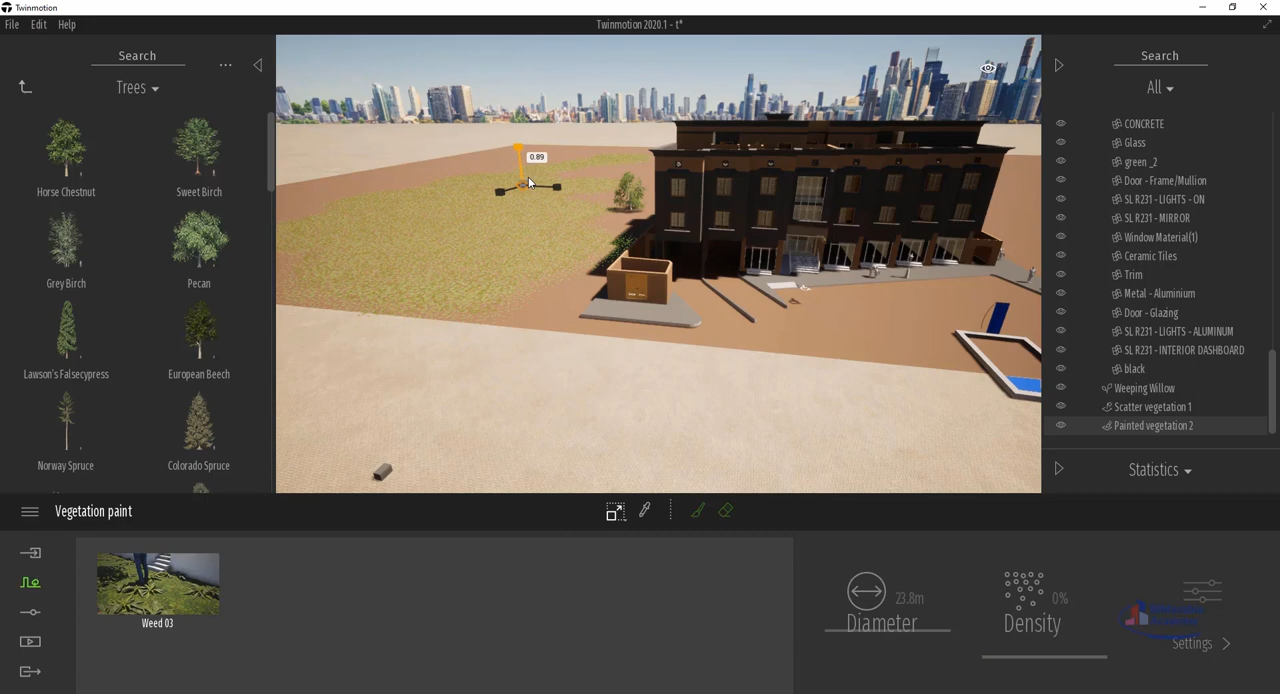 Twinmotion
File Edit Help
Twinmotion 2020.1 - t*
Search
...
Trees
Horse Chestnut
Sweet Birch
Grey Birch
Pecan
Lawson's Falsecypress
European Beech
Norway Spruce
Colorado Spruce
0.89
Search
All
CONCRETE
Glass
green _2
Door - Frame/Mullion
SL R231 - LIGHTS - ON
SL R231 - MIRROR
Window Material(1)
Ceramic Tiles
Trim
Metal - Aluminium
Door - Glazing
SL R231 - LIGHTS - ALUMINUM
SL R231 - INTERIOR DASHBOARD
black
Weeping Willow
Scatter vegetation 1
Painted vegetation 2
Statistics
Vegetation paint
Weed 03
23.8m
Diameter
0%
Density
Settings